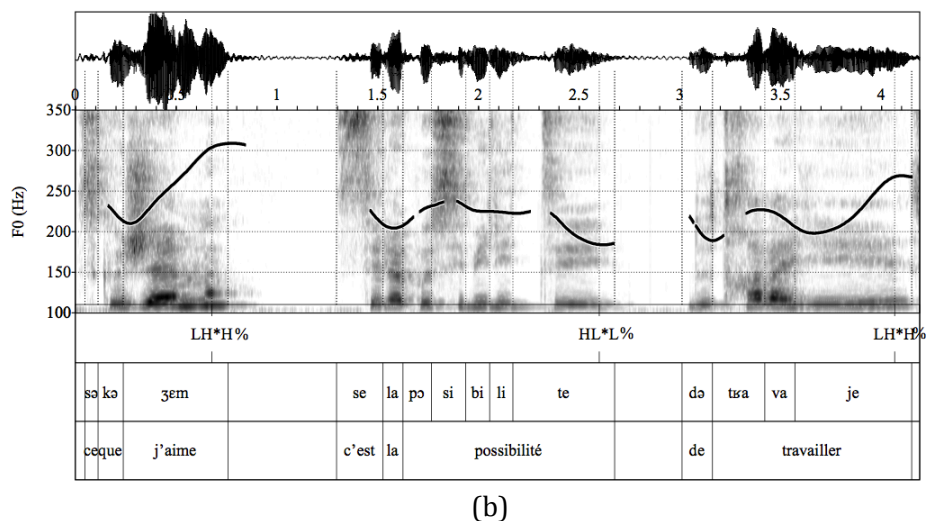 0 .5 1 1.5 2 2.5 3 3.5 4
350
300
250
200
150
100
F0 (Hz)
LH*H% HL*L% LH*H%
sə kə ʒɛm se la pɔ si bi li te də tʁa va je
ce que j’aime c’est la possibilité de travailler
(b)